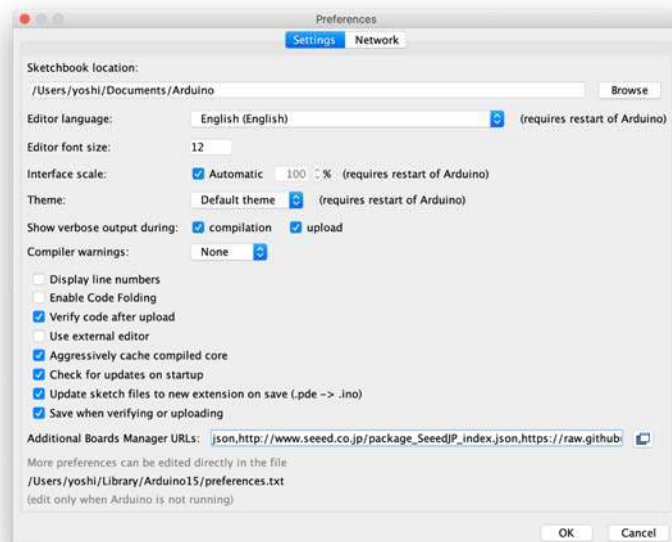 Preferences
Settings Network
Sketchbook location:
/Users/yoshi/Documents/Arduino Browse
Editor language: English (English) (requires restart of Arduino)
Editor font size: 12
Interface scale: Automatic 100 % (requires restart of Arduino)
Theme: Default theme (requires restart of Arduino)
Show verbose output during: compilation upload
Compiler warnings: None
Display line numbers
Enable Code Folding
Verify code after upload
Use external editor
Aggressively cache compiled core
Check for updates on startup
Update sketch files to new extension on save (.pde -> .ino)
Save when verifying or uploading
Additional Boards Manager URLs: json,http://www.seeed.co.jp/package_SeeedJP_index.json,https://raw.github
More preferences can be edited directly in the file
/Users/yoshi/Library/Arduino15/preferences.txt
(edit only when Arduino is not running)
OK Cancel